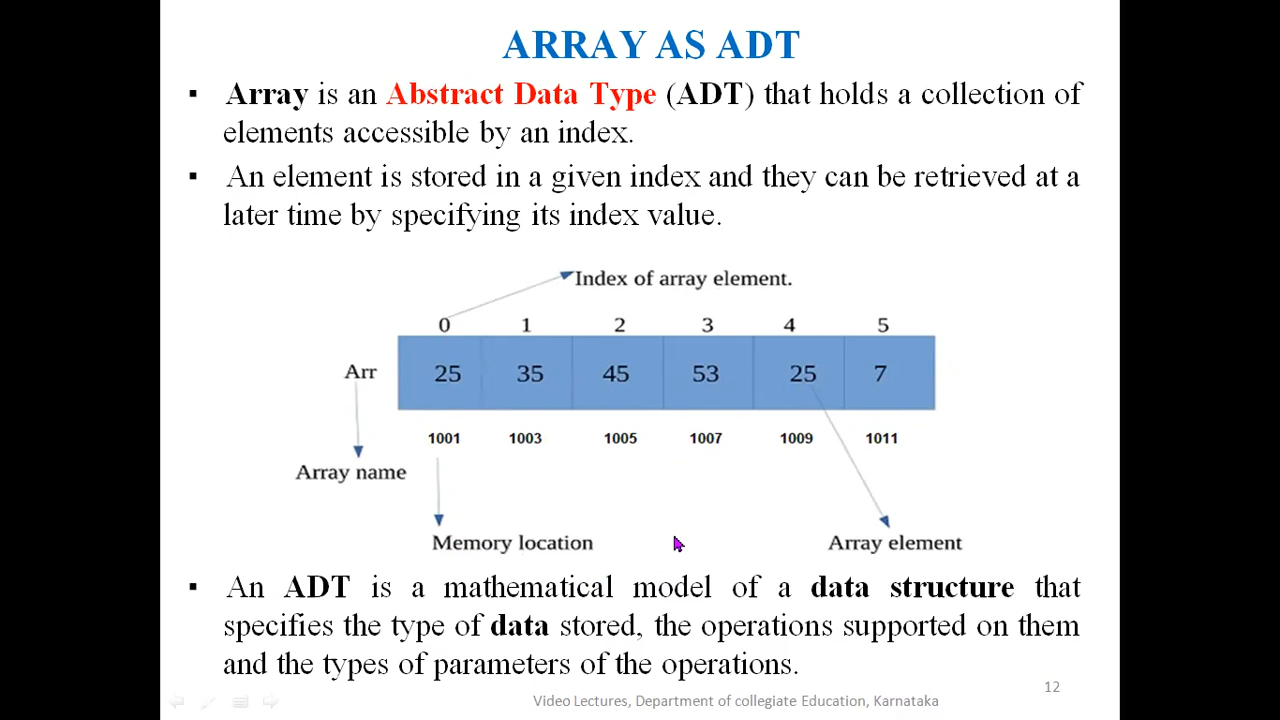 ARRAY AS ADT
▪ Array is an Abstract Data Type (ADT) that holds a collection of
elements accessible by an index.
▪ An element is stored in a given index and they can be retrieved at a
later time by specifying its index value.
Index of array element.
0 1 2 3 4 5
Arr 25 35 45 53 25 7
1001 1003 1005 1007 1009 1011
Array name
Memory location Array element
▪ An ADT is a mathematical model of a data structure that
specifies the type of data stored, the operations supported on them
and the types of parameters of the operations.
12
Video Lectures, Department of collegiate Education, Karnataka